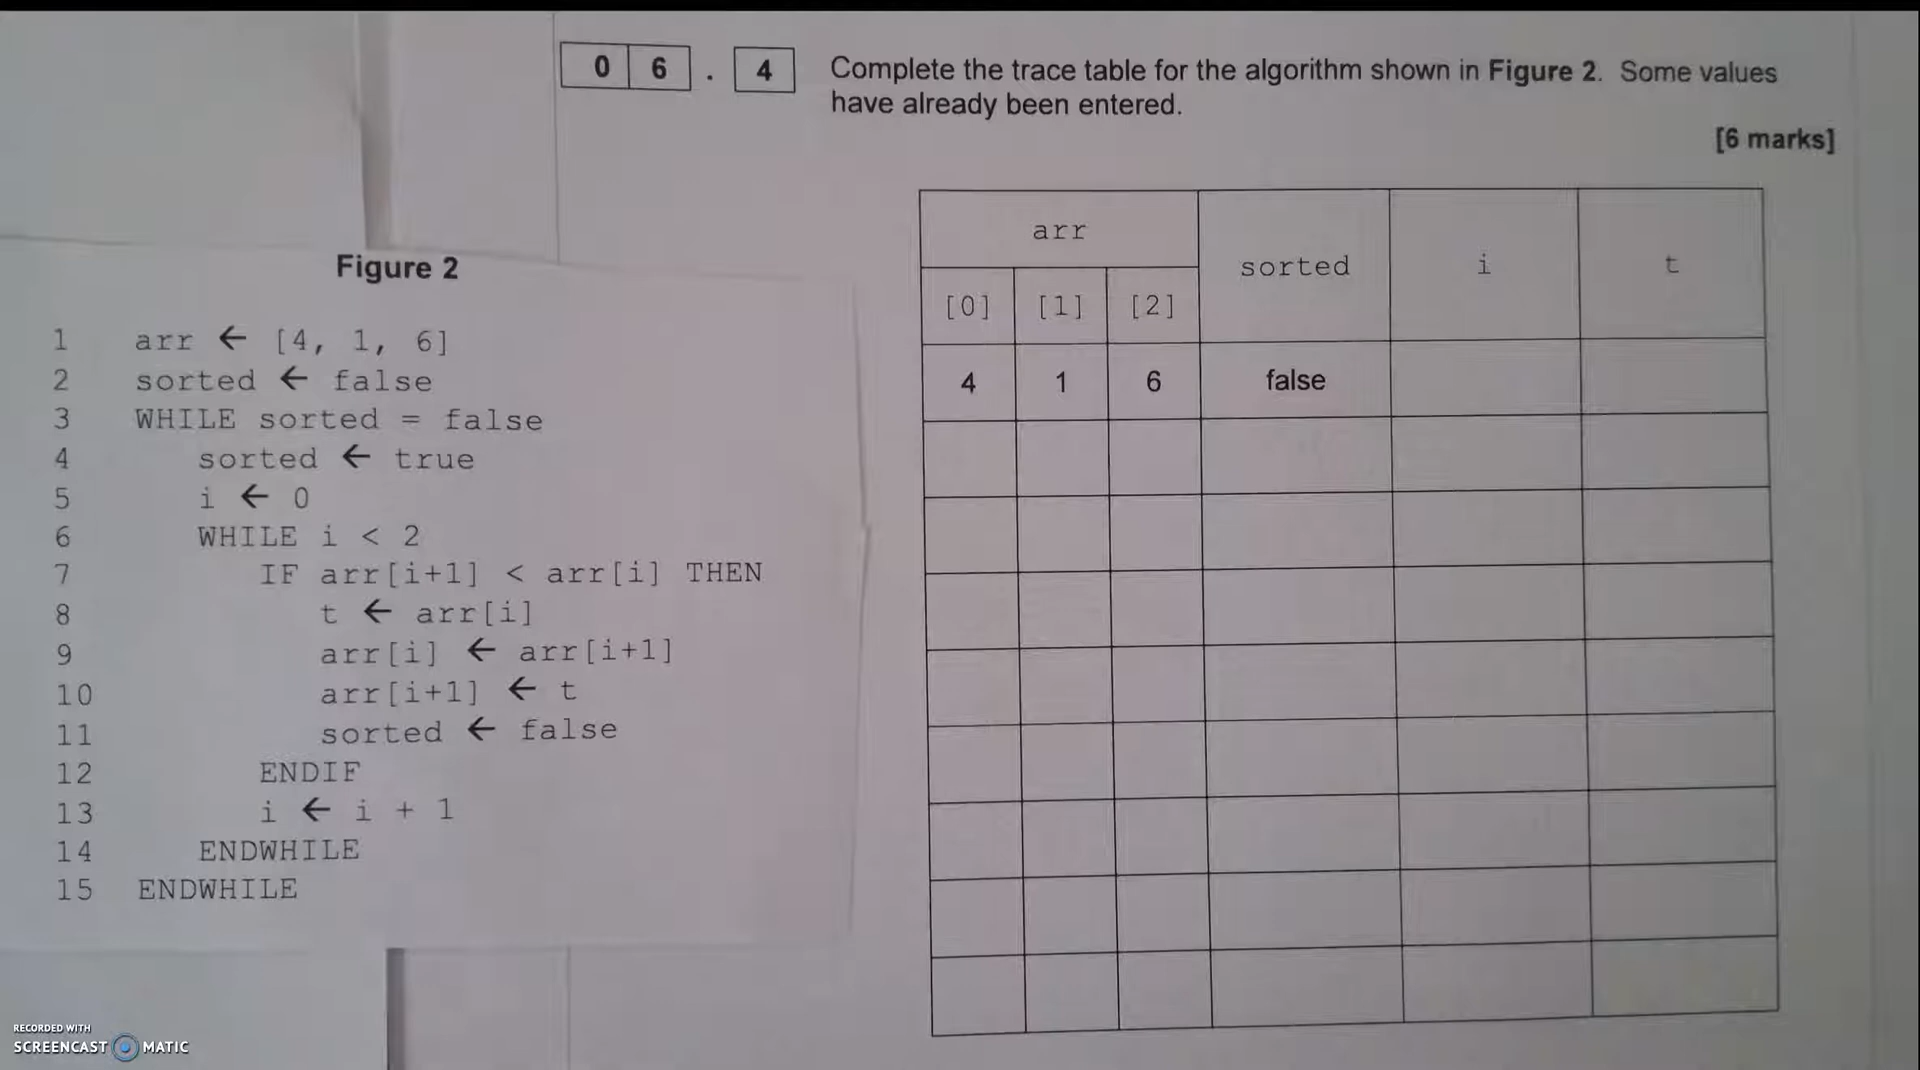 0 6 . 4 Complete the trace table for the algorithm shown in Figure 2. Some values
have already been entered.
[6 marks]
Figure 2
1 arr ← [4, 1, 6]
2 sorted ← false
3 WHILE sorted = false
4 sorted ← true
5 i ← 0
6 WHILE i < 2
7 IF arr[i+1] < arr[i] THEN
8 t ← arr[i]
9 arr[i] ← arr[i+1]
10 arr[i+1] ← t
11 sorted ← false
12 ENDIF
13 i ← i + 1
14 ENDWHILE
15 ENDWHILE
arr sorted i t
[0] [1] [2]
4 1 6 false
RECORDED WITH
SCREENCAST MATIC